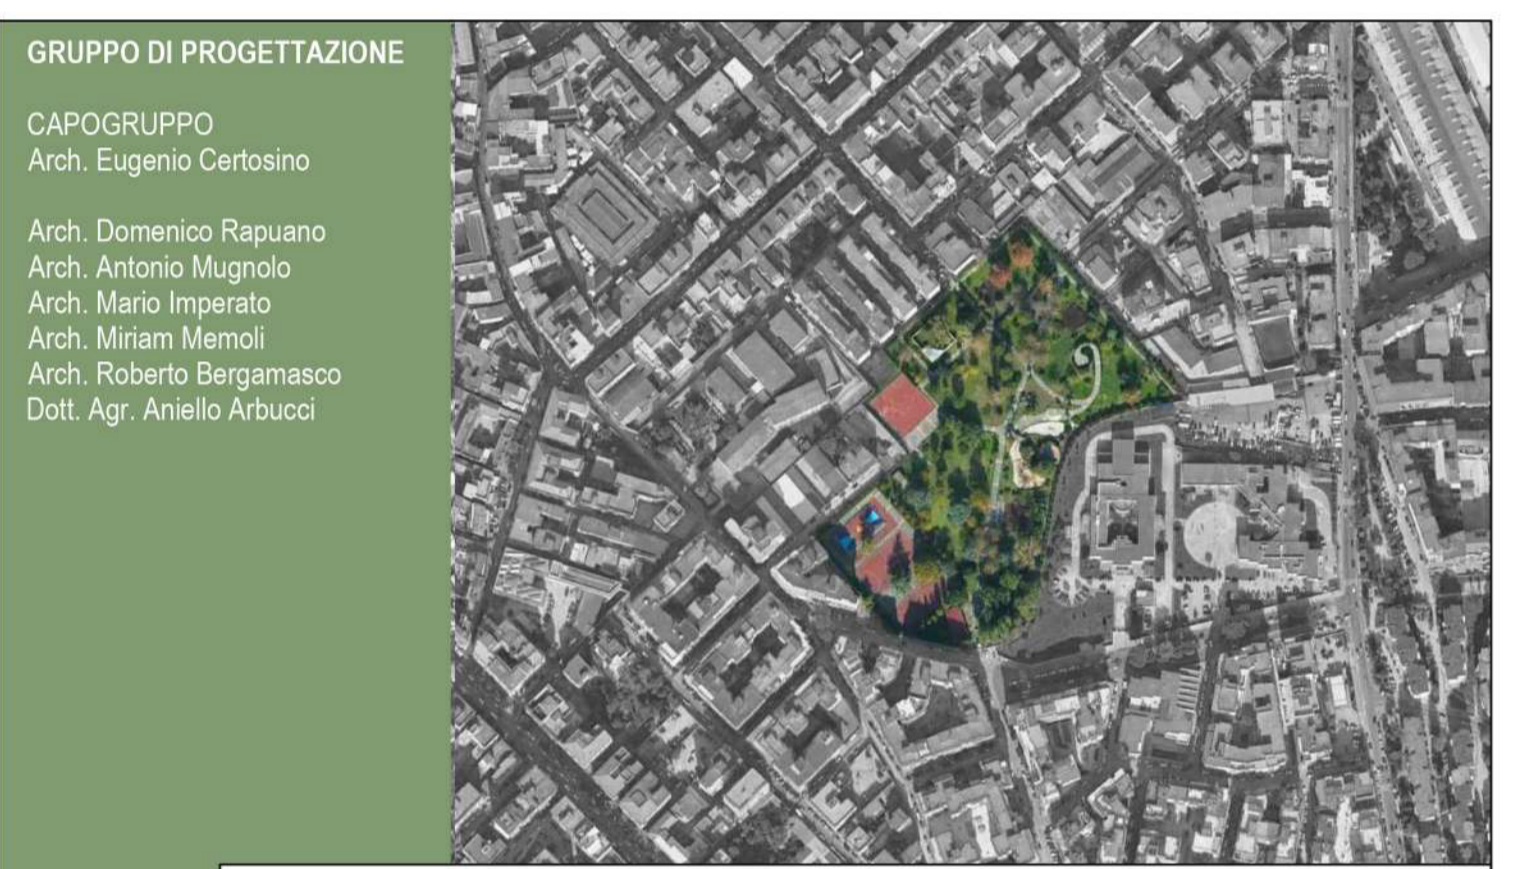 GRUPPO DI PROGETTAZIONE
CAPOGRUPPO
Arch. Eugenio Certosino
Arch. Domenico Rapuano
Arch. Antonio Mugnolo
Arch. Mario Imperato
Arch. Miriam Memoli
Arch. Roberto Bergamasco
Dott. Agr. Aniello Arbucci